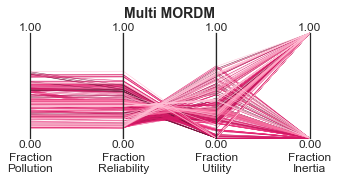 Multi MORDM
1.00 1.00 1.00 1.00
0.00 0.00 0.00 0.00
Fraction Fraction Fraction Fraction
Pollution Reliability Utility Inertia